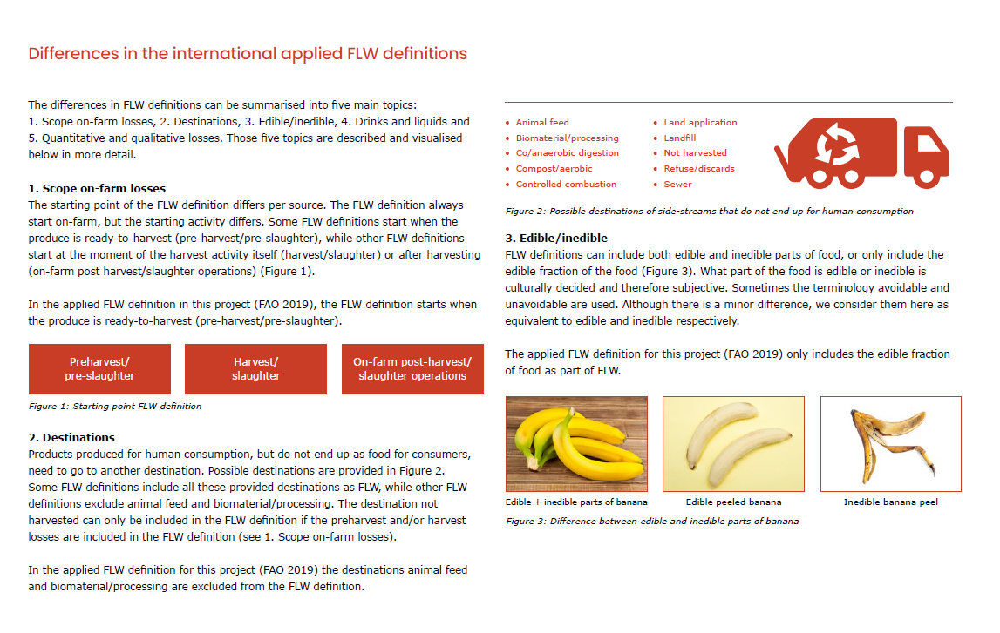 Differences in the international applied FLW definitions
The differences in FLW definitions can be summarised into five main topics:
1. Scope on-farm losses, 2. Destinations, 3. Edible/inedible, 4. Drinks and liquids and
5. Quantitative and qualitative losses. Those five topics are described and visualised
below in more detail.
1. Scope on-farm losses
The starting point of the FLW definition differs per source. The FLW definition always
start on-farm, but the starting activity differs. Some FLW definitions start when the
produce is ready-to-harvest (pre-harvest/pre-slaughter), while other FLW definitions
start at the moment of the harvest activity itself (harvest/slaughter) or after harvesting
(on-farm post harvest/slaughter operations) (Figure 1).
In the applied FLW definition in this project (FAO 2019), the FLW definition starts when
the produce is ready-to-harvest (pre-harvest/pre-slaughter).
Preharvest/
pre-slaughter
Harvest/
slaughter
On-farm post-harvest/
slaughter operations
Figure 1: Starting point FLW definition
2. Destinations
Products produced for human consumption, but do not end up as food for consumers,
need to go to another destination. Possible destinations are provided in Figure 2.
Some FLW definitions include all these provided destinations as FLW, while other FLW
definitions exclude animal feed and biomaterial/processing. The destination not
harvested can only be included in the FLW definition if the preharvest and/or harvest
losses are included in the FLW definition (see 1. Scope on-farm losses).
In the applied FLW definition for this project (FAO 2019) the destinations animal feed
and biomaterial/processing are excluded from the FLW definition.
• Animal feed
• Biomaterial/processing
• Co/anaerobic digestion
• Compost/aerobic
• Controlled combustion
• Land application
• Landfill
• Not harvested
• Refuse/discards
• Sewer
Figure 2: Possible destinations of side-streams that do not end up for human consumption
3. Edible/inedible
FLW definitions can include both edible and inedible parts of food, or only include the
edible fraction of the food (Figure 3). What part of the food is edible or inedible is
culturally decided and therefore subjective. Sometimes the terminology avoidable and
unavoidable are used. Although there is a minor difference, we consider them here as
equivalent to edible and inedible respectively.
The applied FLW definition for this project (FAO 2019) only includes the edible fraction
of food as part of FLW.
Edible + inedible parts of banana
Edible peeled banana
Inedible banana peel
Figure 3: Difference between edible and inedible parts of banana